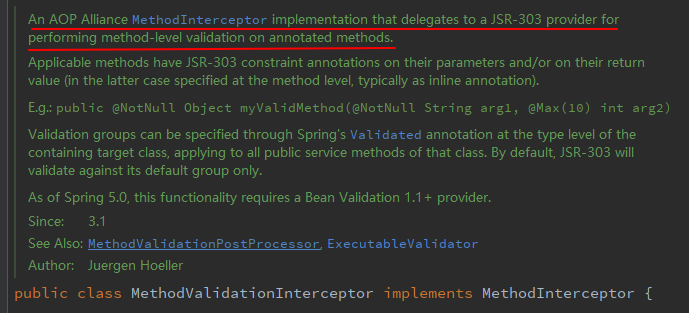 An AOP Alliance MethodInterceptor implementation that delegates to a JSR-303 provider for
performing method-level validation on annotated methods.
Applicable methods have JSR-303 constraint annotations on their parameters and/or on their return
value (in the latter case specified at the method level, typically as inline annotation).
E.g.: public @NotNull Object myValidMethod(@NotNull String arg1, @Max(10) int arg2)
Validation groups can be specified through Spring's Validated annotation at the type level of the
containing target class, applying to all public service methods of that class. By default, JSR-303 will
validate against its default group only.
As of Spring 5.0, this functionality requires a Bean Validation 1.1+ provider.
Since: 3.1
See Also: MethodValidationPostProcessor, ExecutableValidator
Author: Juergen Hoeller
public class MethodValidationInterceptor implements MethodInterceptor {